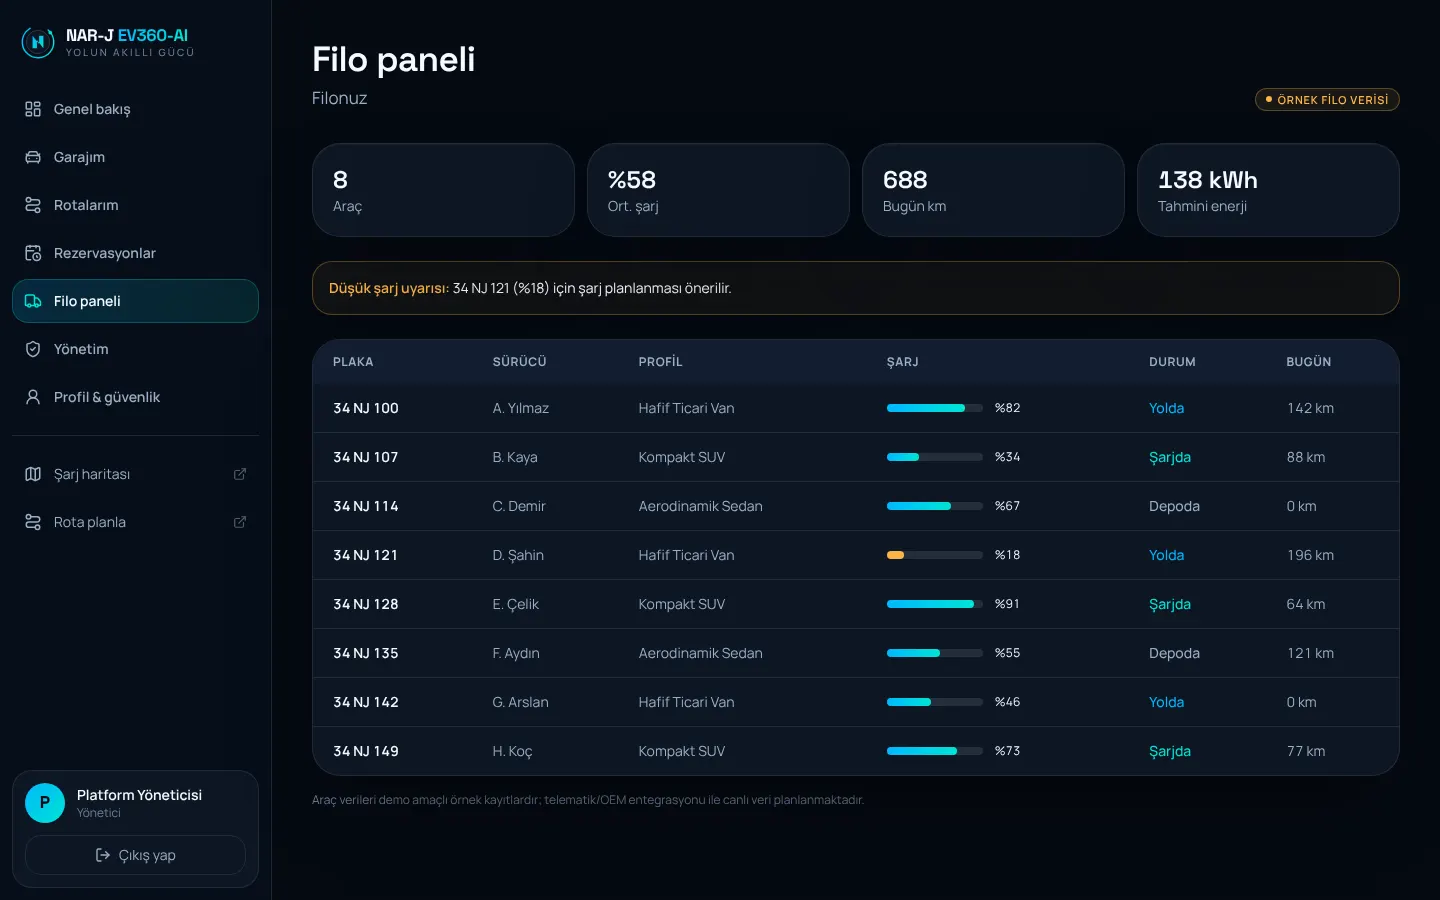 NAR-J EV360-AI
YOLUN AKILLI GÜCÜ
Genel bakış
Garajım
Rotalarım
Rezervasyonlar
Filo paneli
Yönetim
Profil & güvenlik
Şarj haritası
Rota planla
P
Platform Yöneticisi
Yönetici
Çıkış yap
Filo paneli
Filonuz
ÖRNEK FİLO VERİSİ
8
Araç
%58
Ort. şarj
688
Bugün km
138 kWh
Tahmini enerji
Düşük şarj uyarısı: 34 NJ 121 (%18) için şarj planlanması önerilir.
PLAKA SÜRÜCÜ PROFİL ŞARJ DURUM BUGÜN
34 NJ 100 A. Yılmaz Hafif Ticari Van %82 Yolda 142 km
34 NJ 107 B. Kaya Kompakt SUV %34 Şarjda 88 km
34 NJ 114 C. Demir Aerodinamik Sedan %67 Depoda 0 km
34 NJ 121 D. Şahin Hafif Ticari Van %18 Yolda 196 km
34 NJ 128 E. Çelik Kompakt SUV %91 Şarjda 64 km
34 NJ 135 F. Aydın Aerodinamik Sedan %55 Depoda 121 km
34 NJ 142 G. Arslan Hafif Ticari Van %46 Yolda 0 km
34 NJ 149 H. Koç Kompakt SUV %73 Şarjda 77 km
Araç verileri demo amaçlı örnek kayıtlardır; telematik/OEM entegrasyonu ile canlı veri planlanmaktadır.